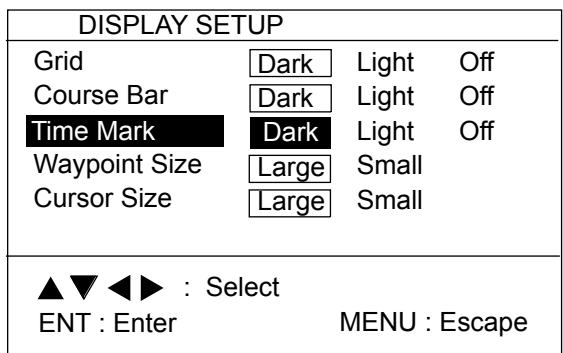 DISPLAY SETUP
Grid Dark Light Off
Course Bar Dark Light Off
Time Mark Dark Light Off
Waypoint Size Large Small
Cursor Size Large Small
▲ ▼ ◀ ▶ : Select
ENT : Enter MENU : Escape